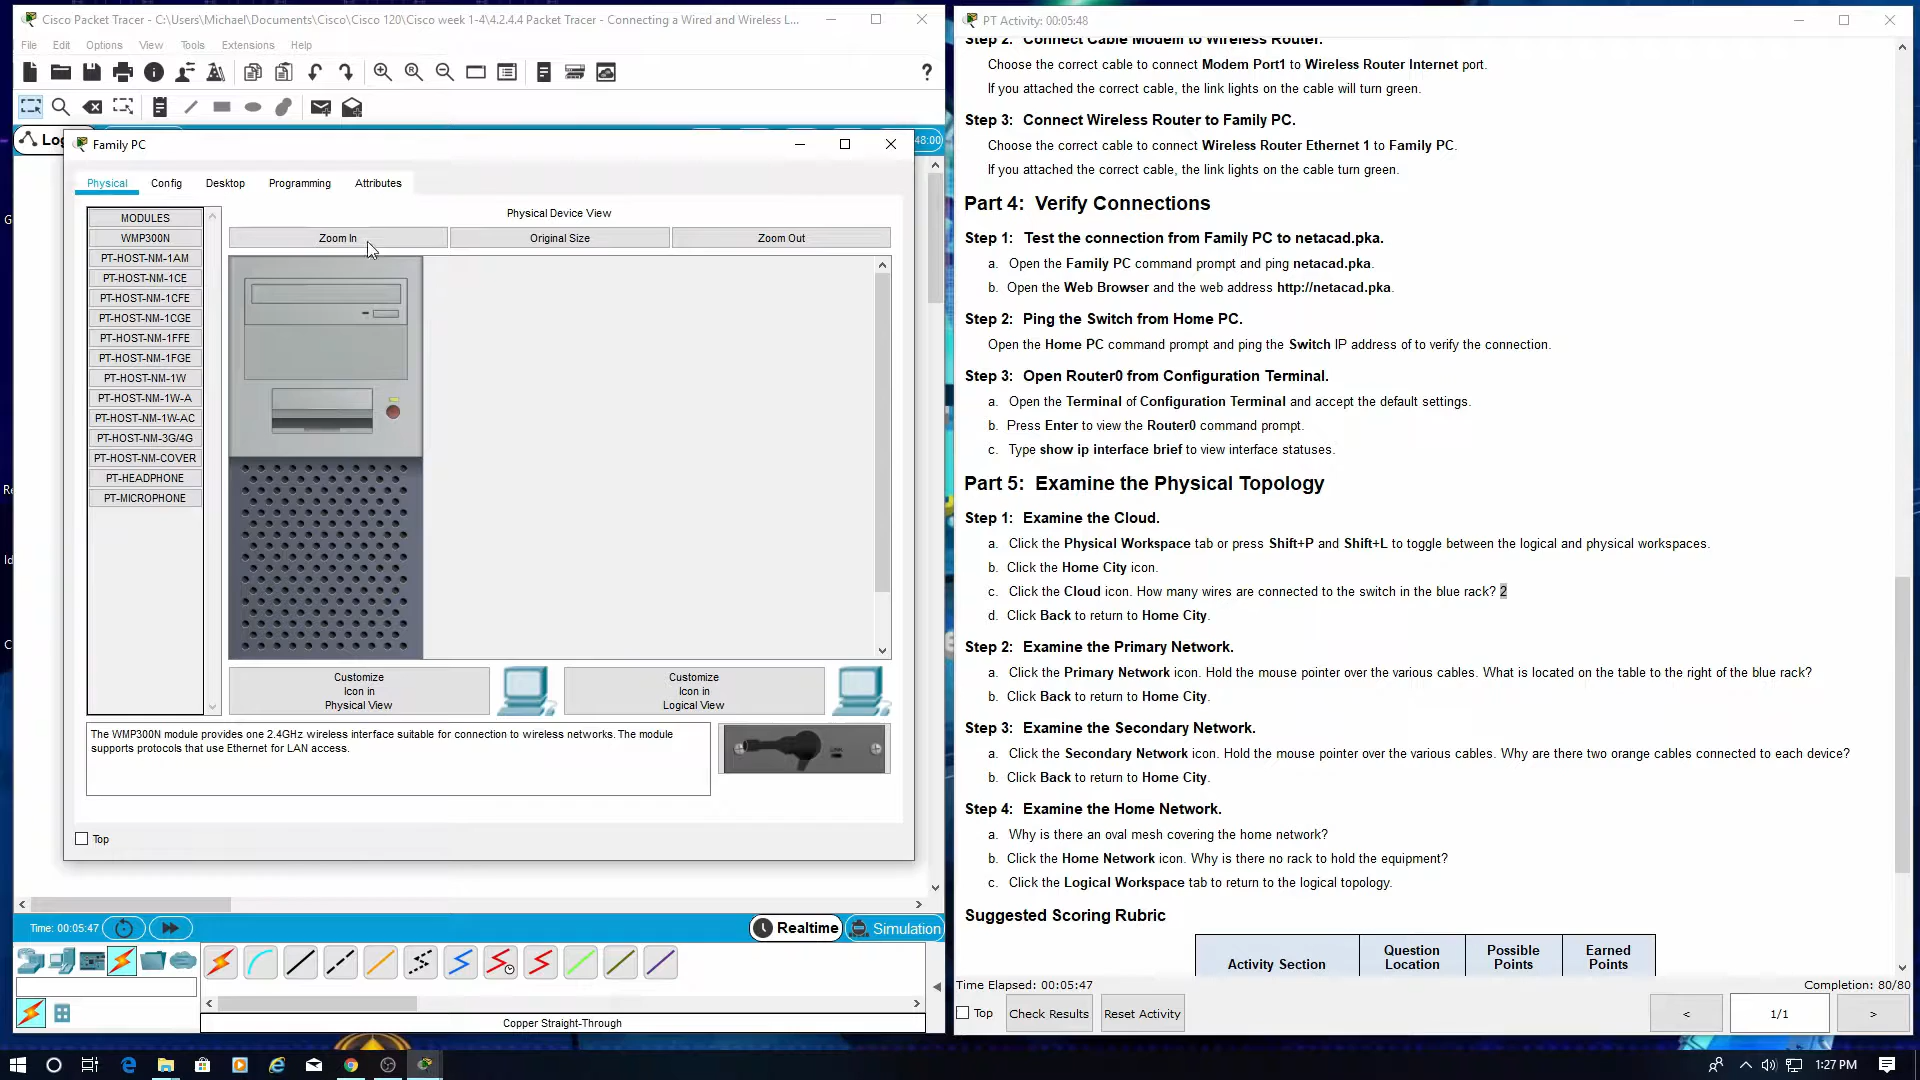 Cisco Packet Tracer - C:\Users\Michael\Documents\Cisco\Cisco 120\Cisco week 1-4\4.2.4.4 Packet Tracer - Connecting a Wired and Wireless L...
File Edit Options View Tools Extensions Help
?
Log
48:00
Family PC
Physical Config Desktop Programming Attributes
MODULES
WMP300N
PT-HOST-NM-1AM
PT-HOST-NM-1CE
PT-HOST-NM-1CFE
PT-HOST-NM-1CGE
PT-HOST-NM-1FFE
PT-HOST-NM-1FGE
PT-HOST-NM-1W
PT-HOST-NM-1W-A
PT-HOST-NM-1W-AC
PT-HOST-NM-3G/4G
PT-HOST-NM-COVER
PT-HEADPHONE
PT-MICROPHONE
Physical Device View
Zoom In Original Size Zoom Out
Customize
Icon in
Physical View
Customize
Icon in
Logical View
The WMP300N module provides one 2.4GHz wireless interface suitable for connection to wireless networks. The module
supports protocols that use Ethernet for LAN access.
Top
Time: 00:05:47
Realtime
Simulation
Copper Straight-Through
PT Activity: 00:05:48
Step 2: Connect Cable Modem to Wireless Router.
Choose the correct cable to connect Modem Port1 to Wireless Router Internet port.
If you attached the correct cable, the link lights on the cable will turn green.
Step 3: Connect Wireless Router to Family PC.
Choose the correct cable to connect Wireless Router Ethernet 1 to Family PC.
If you attached the correct cable, the link lights on the cable turn green.
Part 4: Verify Connections
Step 1: Test the connection from Family PC to netacad.pka.
a. Open the Family PC command prompt and ping netacad.pka.
b. Open the Web Browser and the web address http://netacad.pka.
Step 2: Ping the Switch from Home PC.
Open the Home PC command prompt and ping the Switch IP address of to verify the connection.
Step 3: Open Router0 from Configuration Terminal.
a. Open the Terminal of Configuration Terminal and accept the default settings.
b. Press Enter to view the Router0 command prompt.
c. Type show ip interface brief to view interface statuses.
Part 5: Examine the Physical Topology
Step 1: Examine the Cloud.
a. Click the Physical Workspace tab or press Shift+P and Shift+L to toggle between the logical and physical workspaces.
b. Click the Home City icon.
c. Click the Cloud icon. How many wires are connected to the switch in the blue rack? 2
d. Click Back to return to Home City.
Step 2: Examine the Primary Network.
a. Click the Primary Network icon. Hold the mouse pointer over the various cables. What is located on the table to the right of the blue rack?
b. Click Back to return to Home City.
Step 3: Examine the Secondary Network.
a. Click the Secondary Network icon. Hold the mouse pointer over the various cables. Why are there two orange cables connected to each device?
b. Click Back to return to Home City.
Step 4: Examine the Home Network.
a. Why is there an oval mesh covering the home network?
b. Click the Home Network icon. Why is there no rack to hold the equipment?
c. Click the Logical Workspace tab to return to the logical topology.
Suggested Scoring Rubric
Activity Section
Question
Location
Possible
Points
Earned
Points
Time Elapsed: 00:05:47
Completion: 80/80
Top
Check Results
Reset Activity
<
1/1
>
1:27 PM